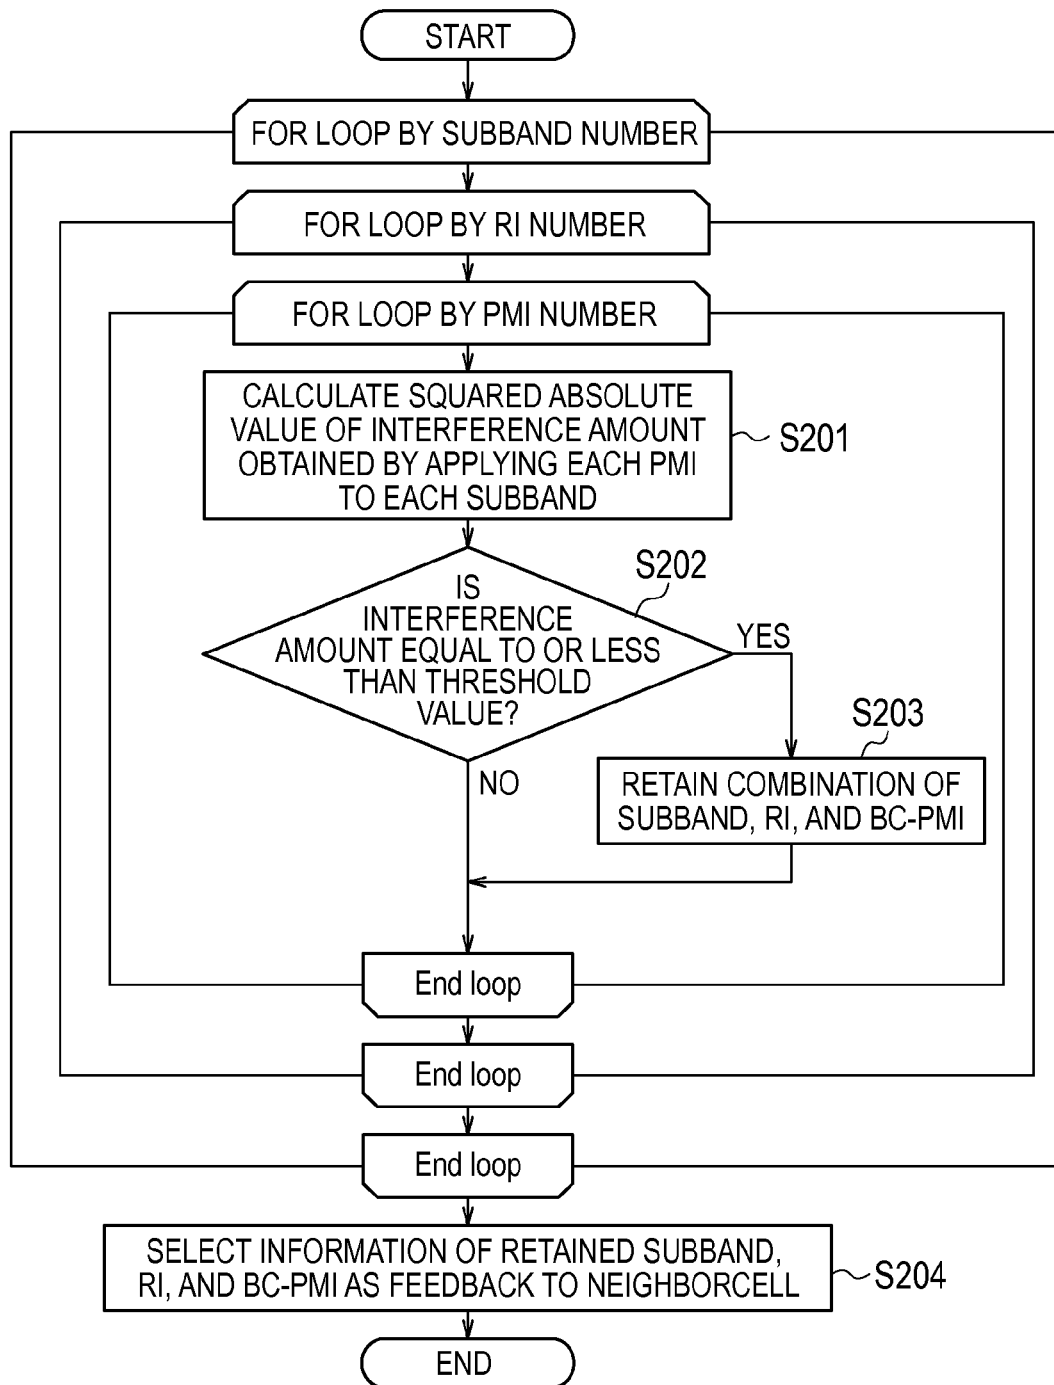 START
FOR LOOP BY SUBBAND NUMBER
FOR LOOP BY RI NUMBER
FOR LOOP BY PMI NUMBER
CALCULATE SQUARED ABSOLUTE
VALUE OF INTERFERENCE AMOUNT
OBTAINED BY APPLYING EACH PMI
TO EACH SUBBAND
S201
S202
IS
INTERFERENCE
AMOUNT EQUAL TO OR LESS
THAN THRESHOLD
VALUE?
YES
NO
S203
RETAIN COMBINATION OF
SUBBAND, RI, AND BC-PMI
End loop
End loop
End loop
SELECT INFORMATION OF RETAINED SUBBAND,
RI, AND BC-PMI AS FEEDBACK TO NEIGHBORCELL
S204
END